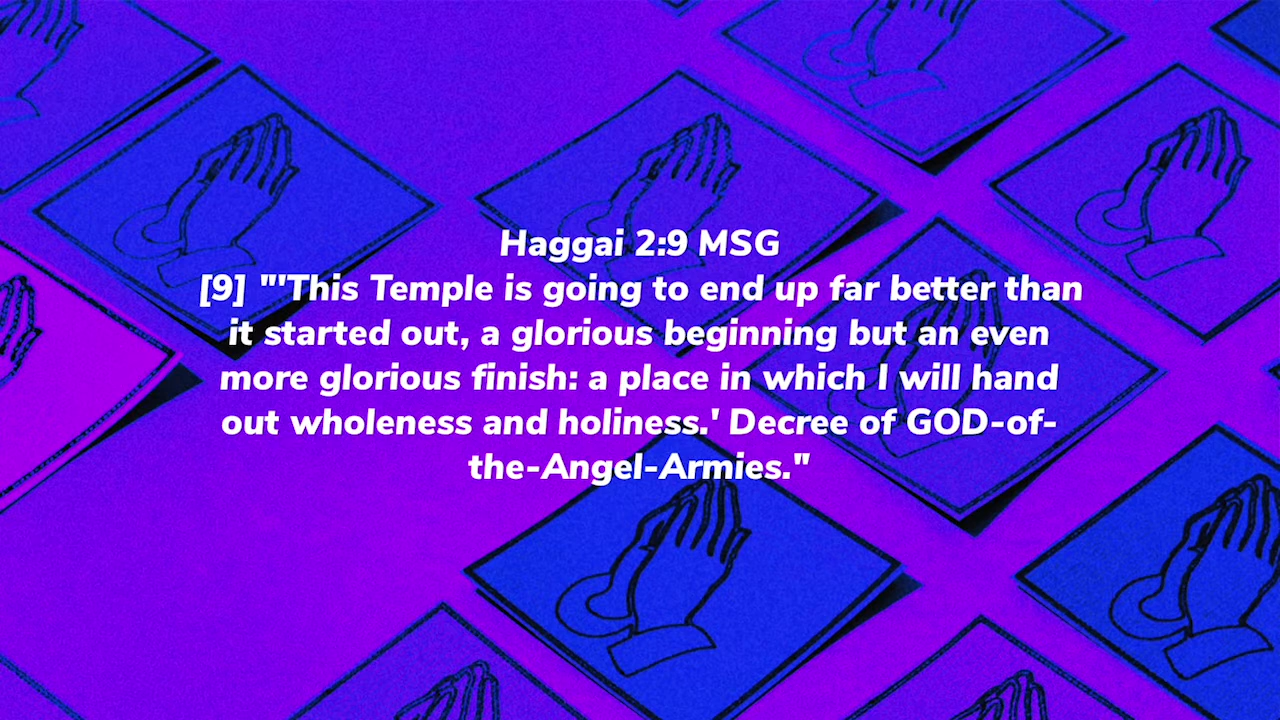 Haggai 2:9 MSG
[9] "'This Temple is going to end up far better than
it started out, a glorious beginning but an even
more glorious finish: a place in which I will hand
out wholeness and holiness.' Decree of GOD-of-
the-Angel-Armies."